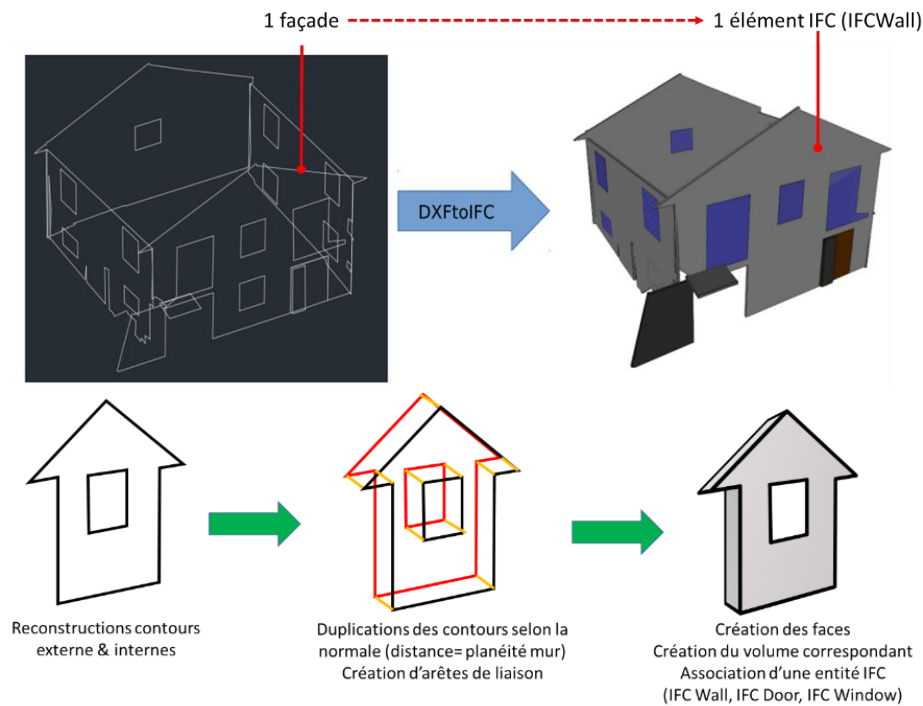 1 façade
1 élément IFC (IFCWall)
DXFtoIFC
Reconstructions contours
externe & internes
Duplications des contours selon la
normale (distance= planéité mur)
Création d'arêtes de liaison
Création des faces
Création du volume correspondant
Association d'une entité IFC
(IFC Wall, IFC Door, IFC Window)